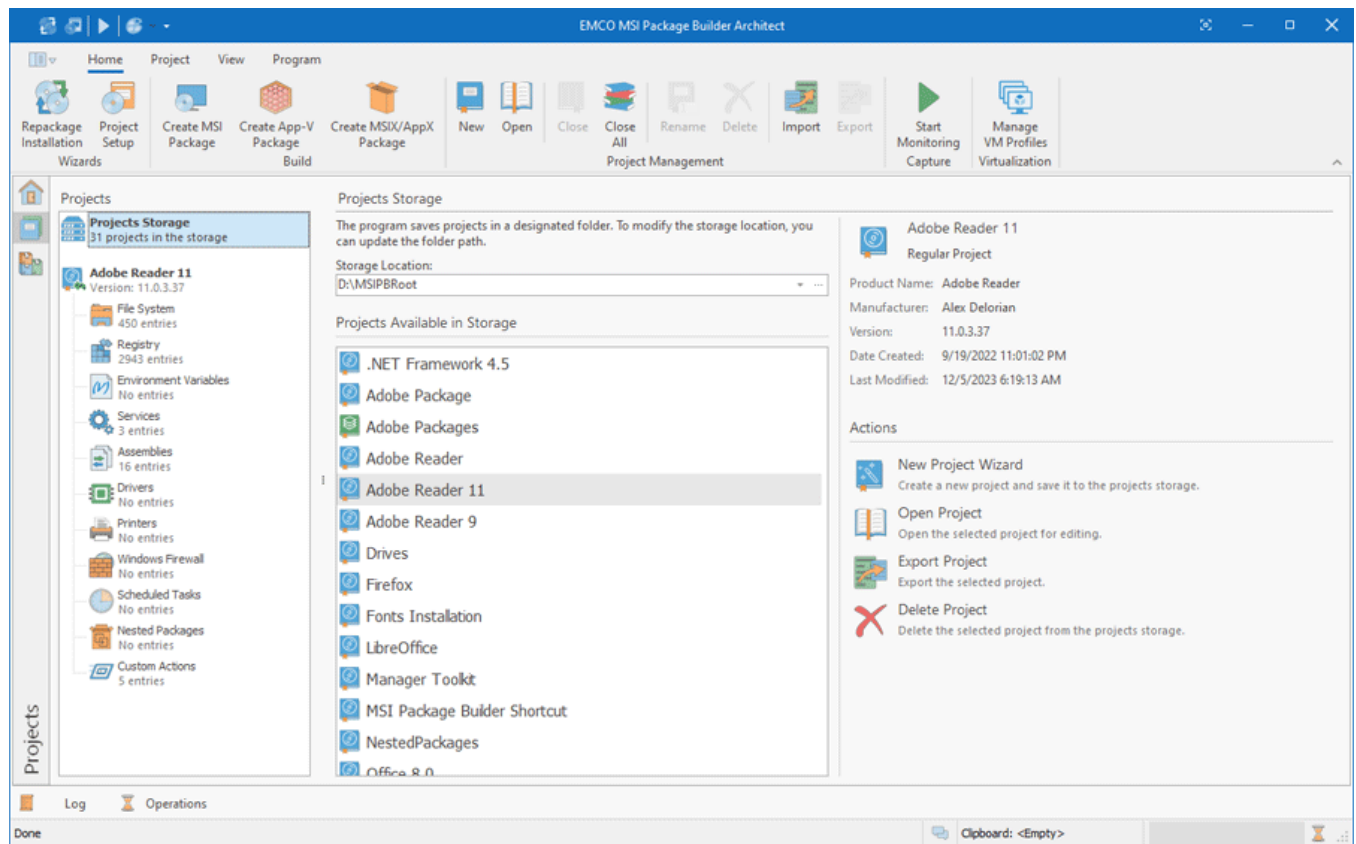 EMCO MSI Package Builder Architect
Home Project View Program
Repackage Installation
Project Setup
Wizards
Create MSI Package
Create App-V Package
Create MSIX/AppX Package
Build
New
Open
Close
Close All
Rename
Delete
Import
Export
Project Management
Start Monitoring
Capture
Manage VM Profiles
Virtualization
Projects
Projects
Projects Storage
31 projects in the storage
Adobe Reader 11
Version: 11.0.3.37
File System
450 entries
Registry
2943 entries
Environment Variables
No entries
Services
3 entries
Assemblies
16 entries
Drivers
No entries
Printers
No entries
Windows Firewall
No entries
Scheduled Tasks
No entries
Nested Packages
No entries
Custom Actions
5 entries
Projects Storage
The program saves projects in a designated folder. To modify the storage location, you
can update the folder path.
Storage Location:
D:\MSIPBRoot
Projects Available in Storage
.NET Framework 4.5
Adobe Package
Adobe Packages
Adobe Reader
Adobe Reader 11
Adobe Reader 9
Drives
Firefox
Fonts Installation
LibreOffice
Manager Toolkit
MSI Package Builder Shortcut
NestedPackages
Office 8.0
Adobe Reader 11
Regular Project
Product Name: Adobe Reader
Manufacturer: Alex Delorian
Version: 11.0.3.37
Date Created: 9/19/2022 11:01:02 PM
Last Modified: 12/5/2023 6:19:13 AM
Actions
New Project Wizard
Create a new project and save it to the projects storage.
Open Project
Open the selected project for editing.
Export Project
Export the selected project.
Delete Project
Delete the selected project from the projects storage.
Log Operations
Done
Clipboard: <Empty>